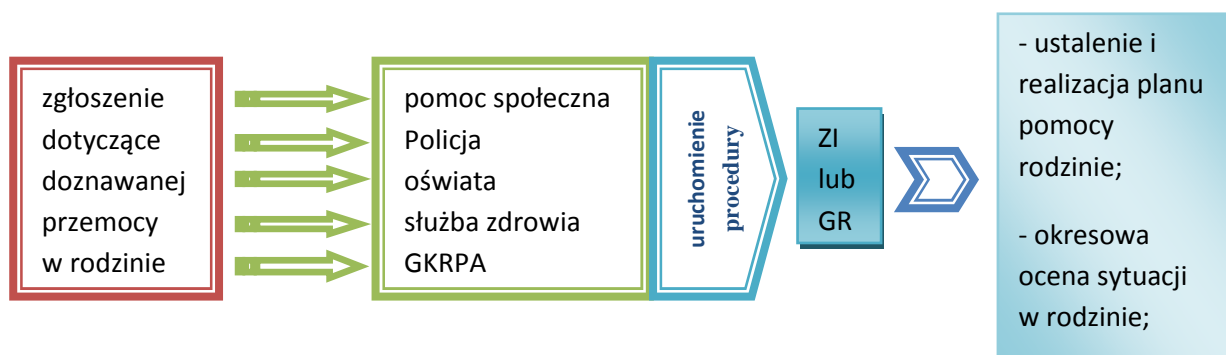 zgłoszenie
dotyczące
doznawanej
przemocy
w rodzinie
pomoc społeczna
Policja
oświata
służba zdrowia
GKRPA
uruchomienie
procedury
ZI
lub
GR
- ustalenie i
realizacja planu
pomocy
rodzinie;
- okresowa
ocena sytuacji
w rodzinie;